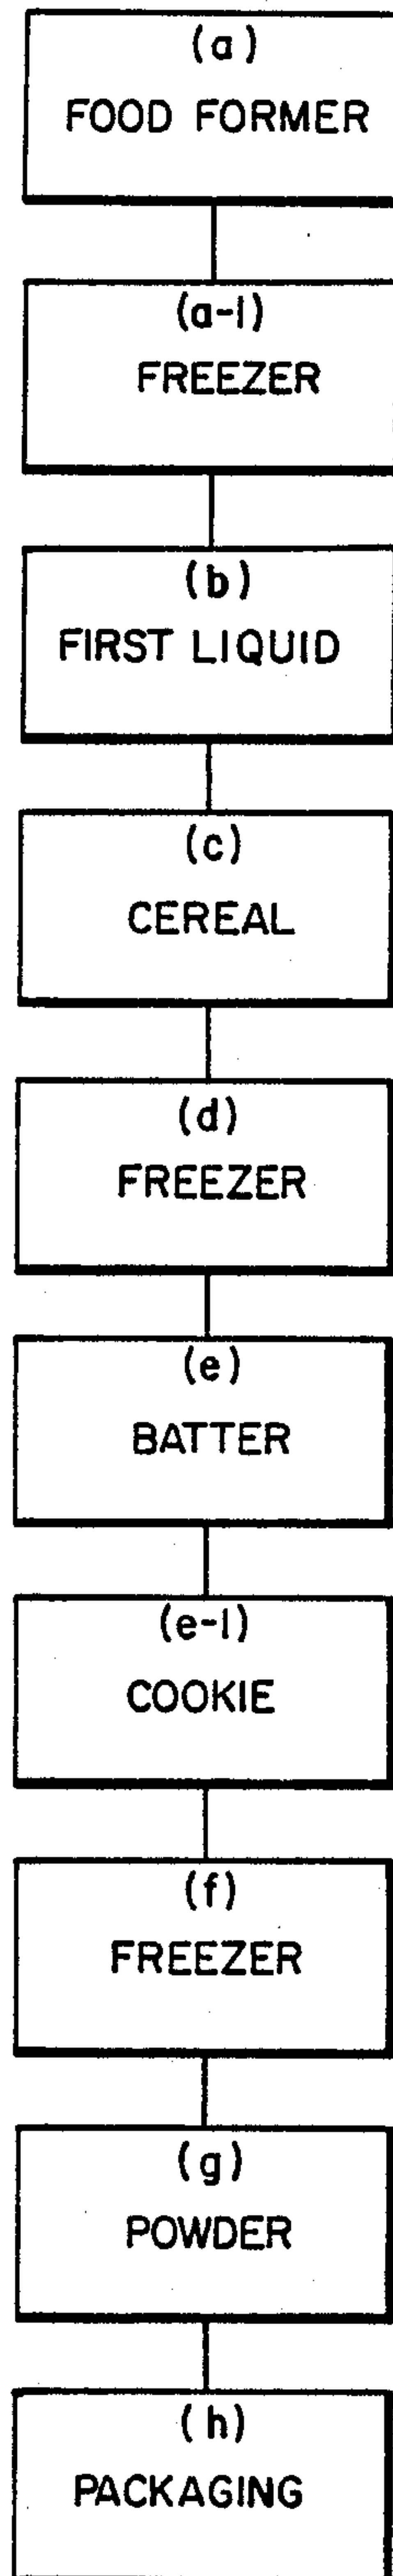 (a)
FOOD FORMER
(a-1)
FREEZER
(b)
FIRST LIQUID
(c)
CEREAL
(d)
FREEZER
(e)
BATTER
(e-1)
COOKIE
(f)
FREEZER
(g)
POWDER
(h)
PACKAGING